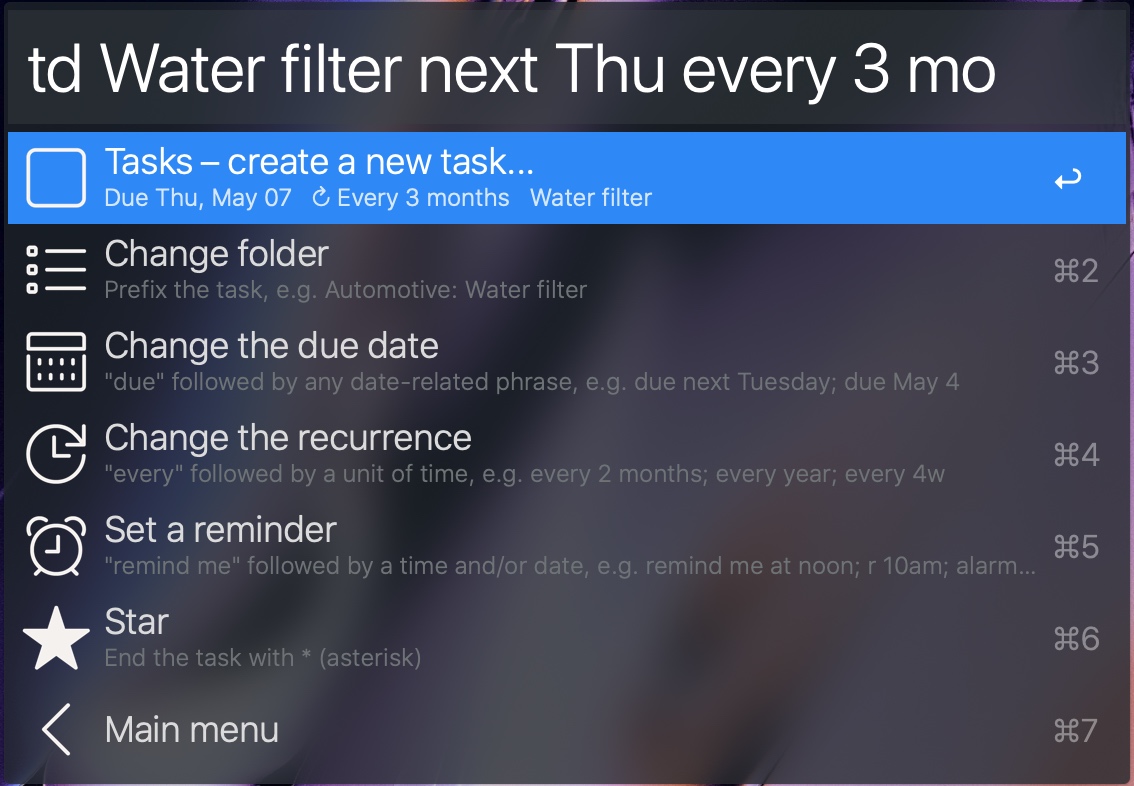 td Water filter next Thu every 3 mo
Tasks – create a new task...
Due Thu, May 07 Every 3 months Water filter
Change folder
Prefix the task, e.g. Automotive: Water filter
⌘2
Change the due date
"due" followed by any date-related phrase, e.g. due next Tuesday; due May 4
⌘3
Change the recurrence
"every" followed by a unit of time, e.g. every 2 months; every year; every 4w
⌘4
Set a reminder
"remind me" followed by a time and/or date, e.g. remind me at noon; r 10am; alarm...
⌘5
Star
End the task with * (asterisk)
⌘6
Main menu
⌘7